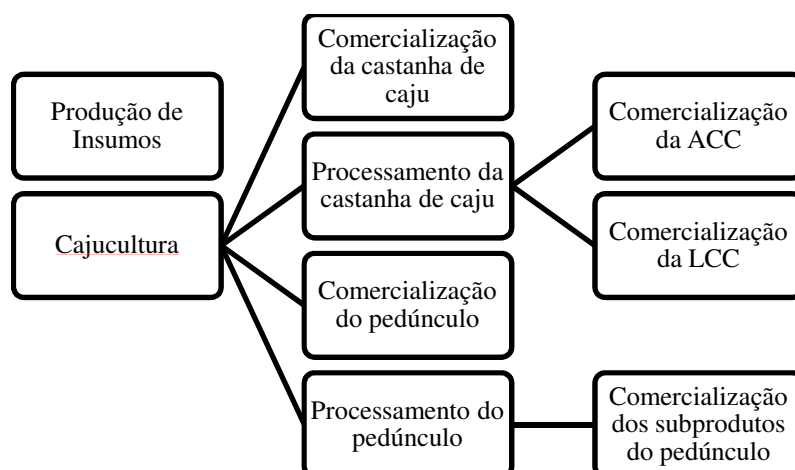 Produção de
Insumos
Cajucultura
Comercialização
da castanha de
caju
Processamento da
castanha de caju
Comercialização
do pedúnculo
Processamento do
pedúnculo
Comercialização
da ACC
Comercialização
da LCC
Comercialização
dos subprodutos
do pedúnculo